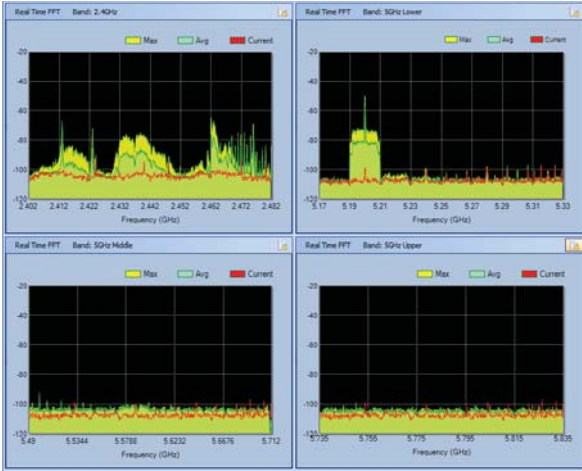 Real Time FFT Band: 2.4GHz
Max Avg Current
-20
-40
-60
-80
-100
-120
2.402 2.412 2.422 2.432 2.442 2.452 2.462 2.472 2.482
Frequency (GHz)
Real Time FFT Band: 5GHz Lower
Max Avg Current
-20
-40
-60
-80
-100
-120
5.17 5.19 5.21 5.23 5.25 5.27 5.29 5.31 5.33
Frequency (GHz)
Real Time FFT Band: 5GHz Middle
Max Avg Current
-20
-40
-60
-80
-100
-120
5.49 5.5344 5.5788 5.6232 5.6676 5.712
Frequency (GHz)
Real Time FFT Band: 5GHz Upper
Max Avg Current
-20
-40
-60
-80
-100
-120
5.735 5.755 5.775 5.795 5.815 5.835
Frequency (GHz)